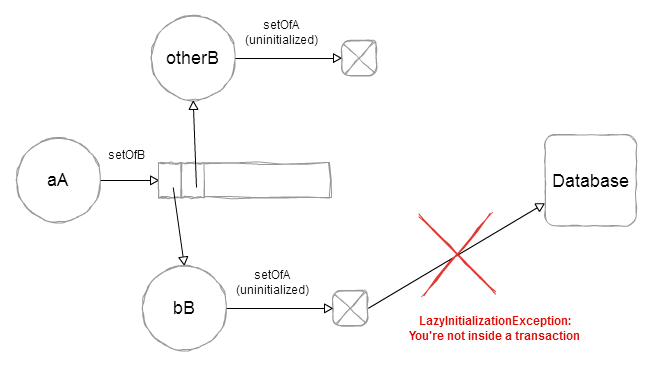 setOfA
(uninitialized)
otherB
setOfB
aA
Database
setOfA
(uninitialized)
bB
LazyInitializationException:
You're not inside a transaction